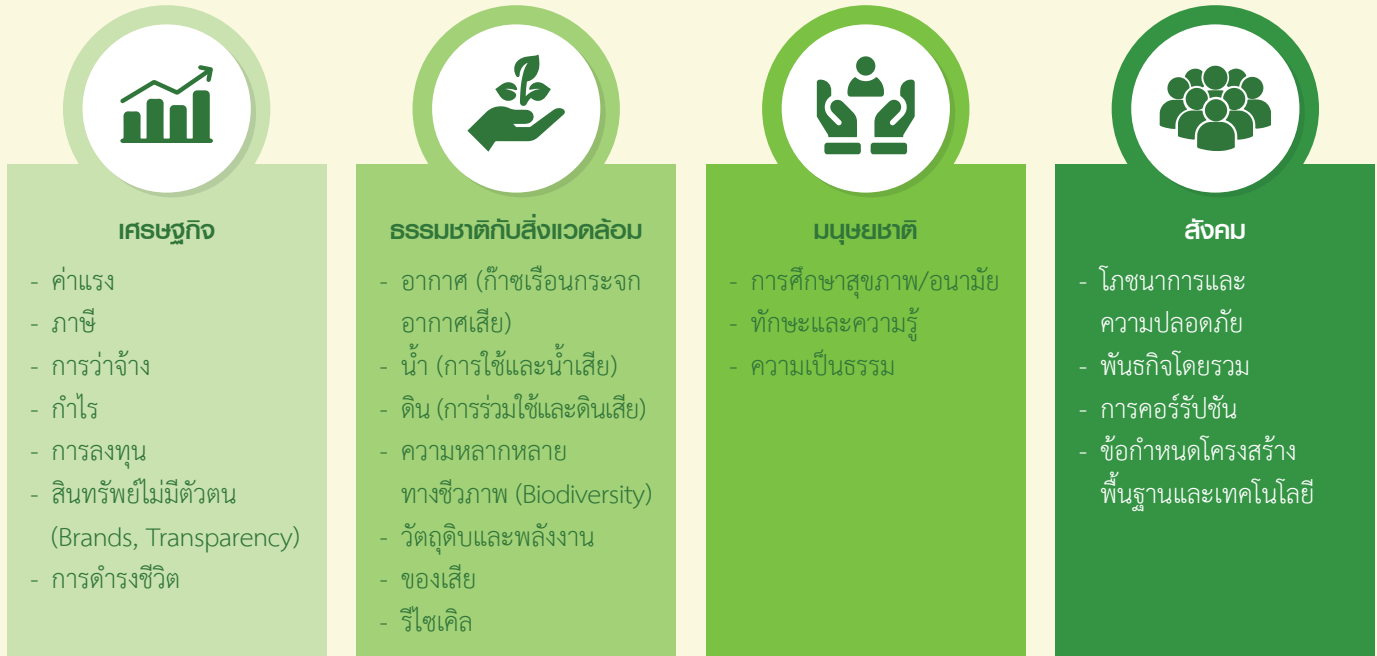 เศรษฐกิจ
- ค่าแรง
- ภาษี
- การว่าจ้าง
- กำไร
- การลงทุน
- สินทรัพย์ไม่มีตัวตน
(Brands, Transparency)
- การดำรงชีวิต
ธรรมชาติกับสิ่งแวดล้อม
- อากาศ (ก๊าซเรือนกระจก
อากาศเสีย)
- น้ำ (การใช้และน้ำเสีย)
- ดิน (การร่วมใช้และดินเสีย)
- ความหลากหลาย
ทางชีวภาพ (Biodiversity)
- วัตถุดิบและพลังงาน
- ของเสีย
- รีไซเคิล
มนุษยชาติ
- การศึกษาสุขภาพ/อนามัย
- ทักษะและความรู้
- ความเป็นธรรม
สังคม
- โภชนาการและ
ความปลอดภัย
- พันธกิจโดยรวม
- การคอร์รัปชัน
- ข้อกำหนดโครงสร้าง
พื้นฐานและเทคโนโลยี